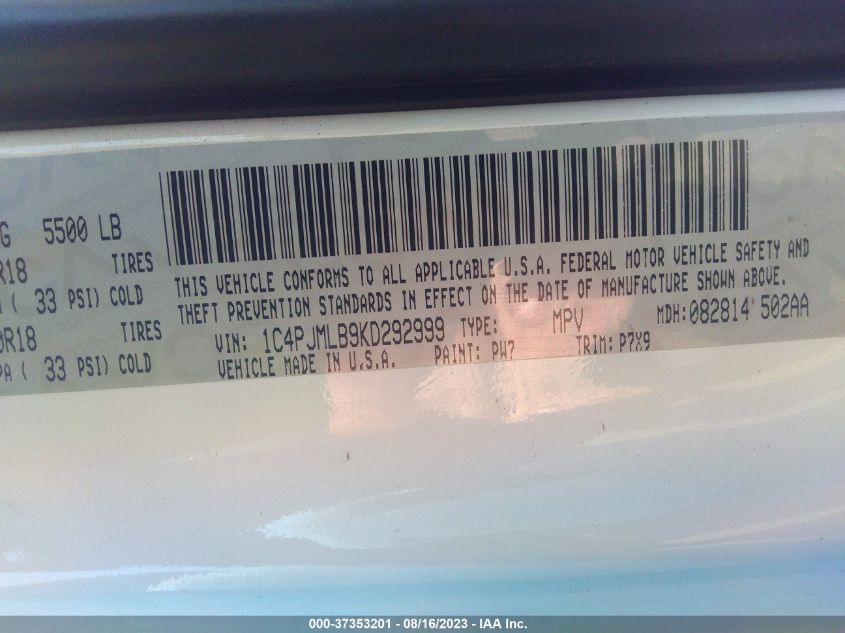 G 5500 LB
R18 TIRES
( 33 PSI) COLD
0R18 TIRES
PA ( 33 PSI) COLD
THIS VEHICLE CONFORMS TO ALL APPLICABLE U.S.A. FEDERAL MOTOR VEHICLE SAFETY AND
THEFT PREVENTION STANDARDS IN EFFECT ON THE DATE OF MANUFACTURE SHOWN ABOVE.
VIN: 1C4PJMLB9KD292999 TYPE: MPV MDH: 082814 502AA
VEHICLE MADE IN U.S.A. PAINT: PW7 TRIM: P7X9
000-37353201 - 08/16/2023 - IAA Inc.